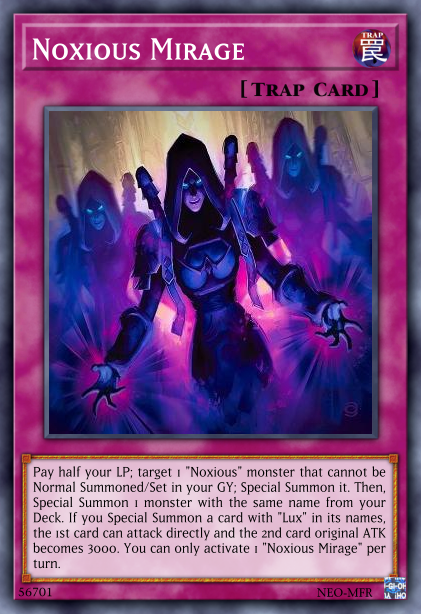 Noxious Mirage
TRAP
罠
[Trap Card]
Pay half your LP; target 1 "Noxious" monster that cannot be
Normal Summoned/Set in your GY; Special Summon it. Then,
Special Summon 1 monster with the same name from your
Deck. If you Special Summon a card with "Lux" in its names,
the 1st card can attack directly and the 2nd card original ATK
becomes 3000. You can only activate 1 "Noxious Mirage" per
turn.
56701
NEO-MFR